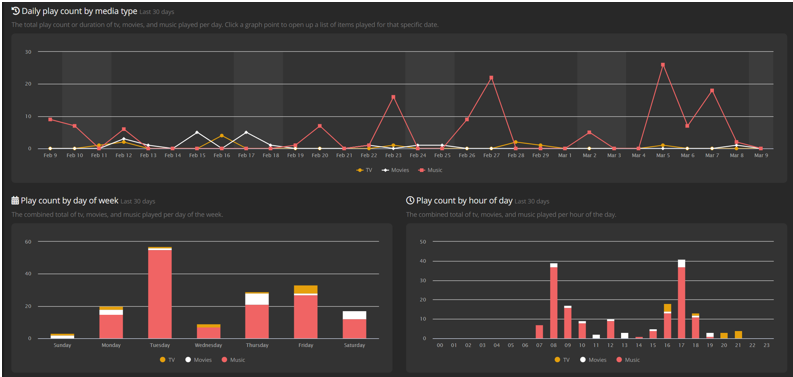 Daily play count by media type Last 30 days
The total play count or duration of tv, movies, and music played per day. Click a graph point to open up a list of items played for that specific date.
30
20
10
0
Feb 9 Feb 10 Feb 11 Feb 12 Feb 13 Feb 14 Feb 15 Feb 16 Feb 17 Feb 18 Feb 19 Feb 20 Feb 21 Feb 22 Feb 23 Feb 24 Feb 25 Feb 26 Feb 27 Feb 28 Feb 29 Mar 1 Mar 2 Mar 3 Mar 4 Mar 5 Mar 6 Mar 7 Mar 8 Mar 9
TV Movies Music
Play count by day of week Last 30 days
The combined total of tv, movies, and music played per day of the week.
60
40
20
0
Sunday Monday Tuesday Wednesday Thursday Friday Saturday
TV Movies Music
Play count by hour of day Last 30 days
The combined total of tv, movies, and music played per hour of the day.
50
40
30
20
10
0
00 01 02 03 04 05 06 07 08 09 10 11 12 13 14 15 16 17 18 19 20 21 22 23
TV Movies Music